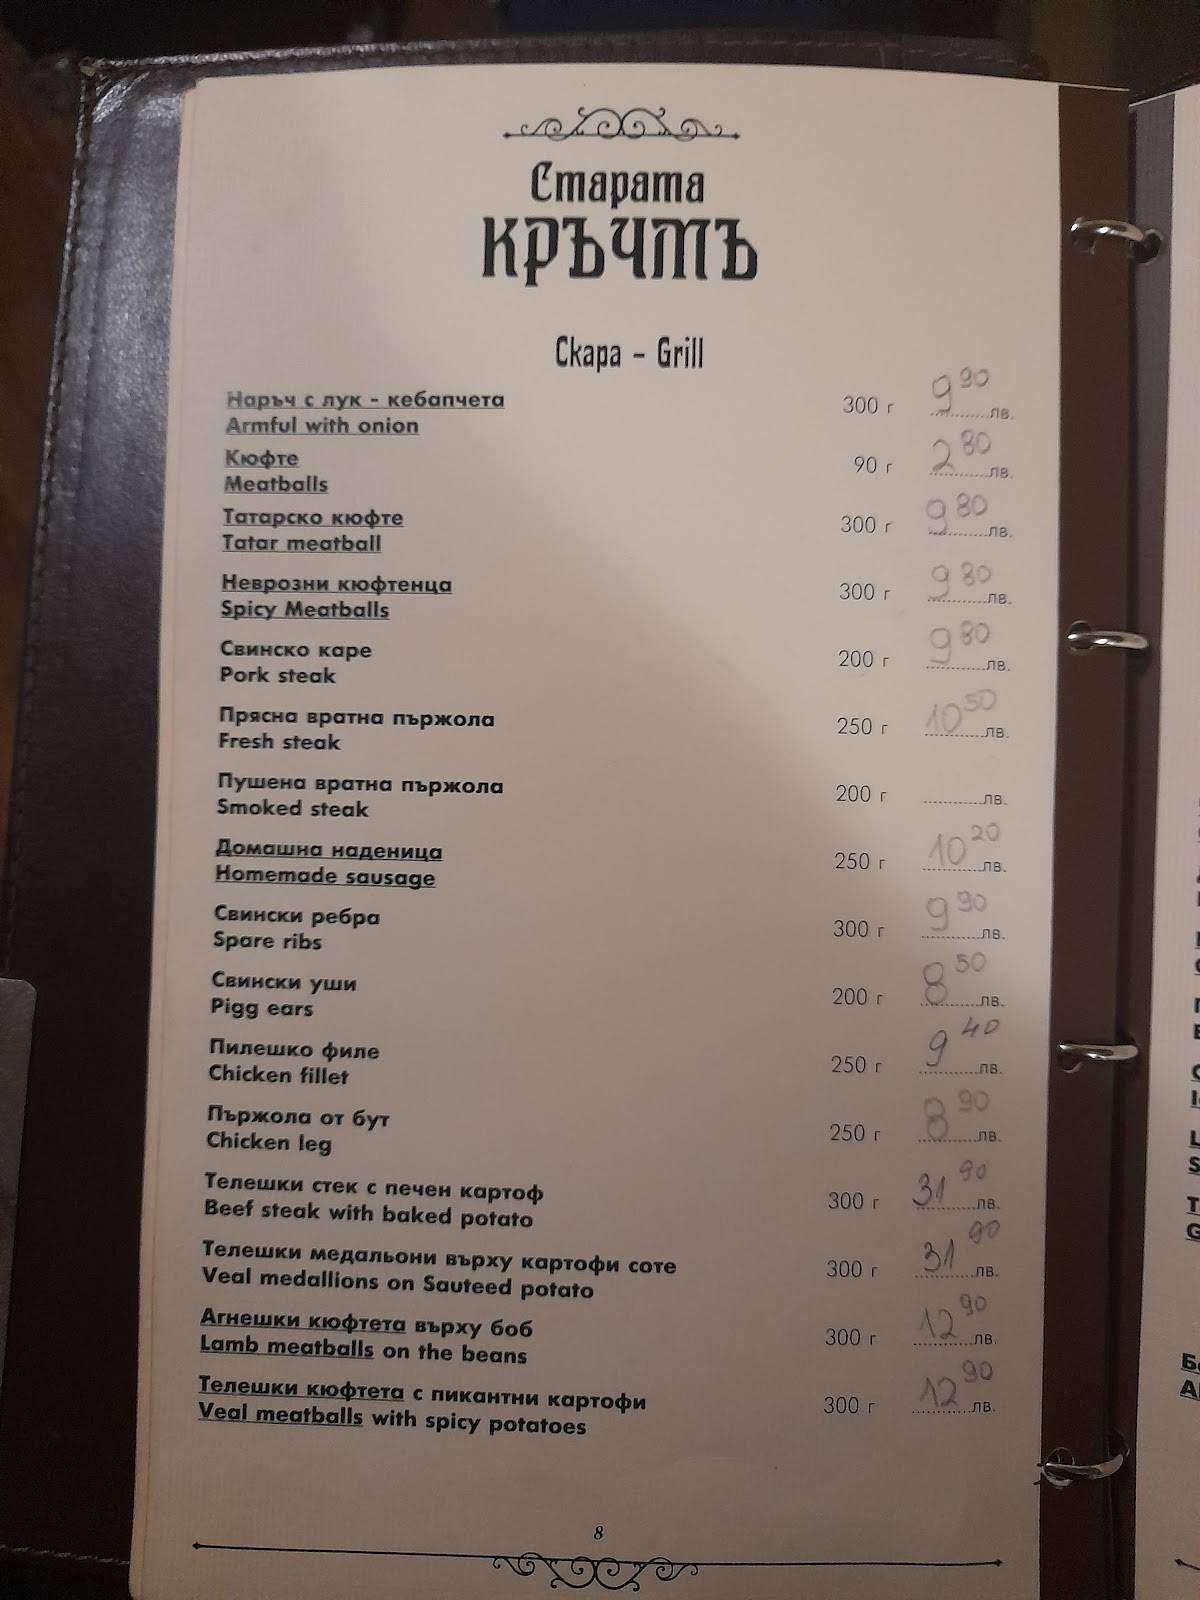 Старата
КРЪЧМЪ
Скара - Grill
Наръч с лук - кебапчета 300 г 9 90 лв.
Armful with onion
Кюфте 90 г 2 80 лв.
Meatballs
Татарско кюфте 300 г 9 80 лв.
Tatar meatball
Неврозни кюфтенца 300 г 9 80 лв.
Spicy Meatballs
Свинско каре 200 г 9 80 лв.
Pork steak
Прясна вратна пържола 250 г 10 50 лв.
Fresh steak
Пушена вратна пържола 200 г ............лв.
Smoked steak
Домашна наденица 250 г 10 20 лв.
Homemade sausage
Свински ребра 300 г 9 90 лв.
Spare ribs
Свински уши 200 г 8 50 лв.
Pigg ears
Пилешко филе 250 г 9 40 лв.
Chicken fillet
Пържола от бут 250 г 8 90 лв.
Chicken leg
Телешки стек с печен картоф 300 г 31 90 лв.
Beef steak with baked potato
Телешки медальони върху картофи соте 300 г 31 90 лв.
Veal medallions on Sauteed potato
Агнешки кюфтета върху боб 300 г 12 90 лв.
Lamb meatballs on the beans
Телешки кюфтета с пикантни картофи 300 г 12 90 лв.
Veal meatballs with spicy potatoes
8